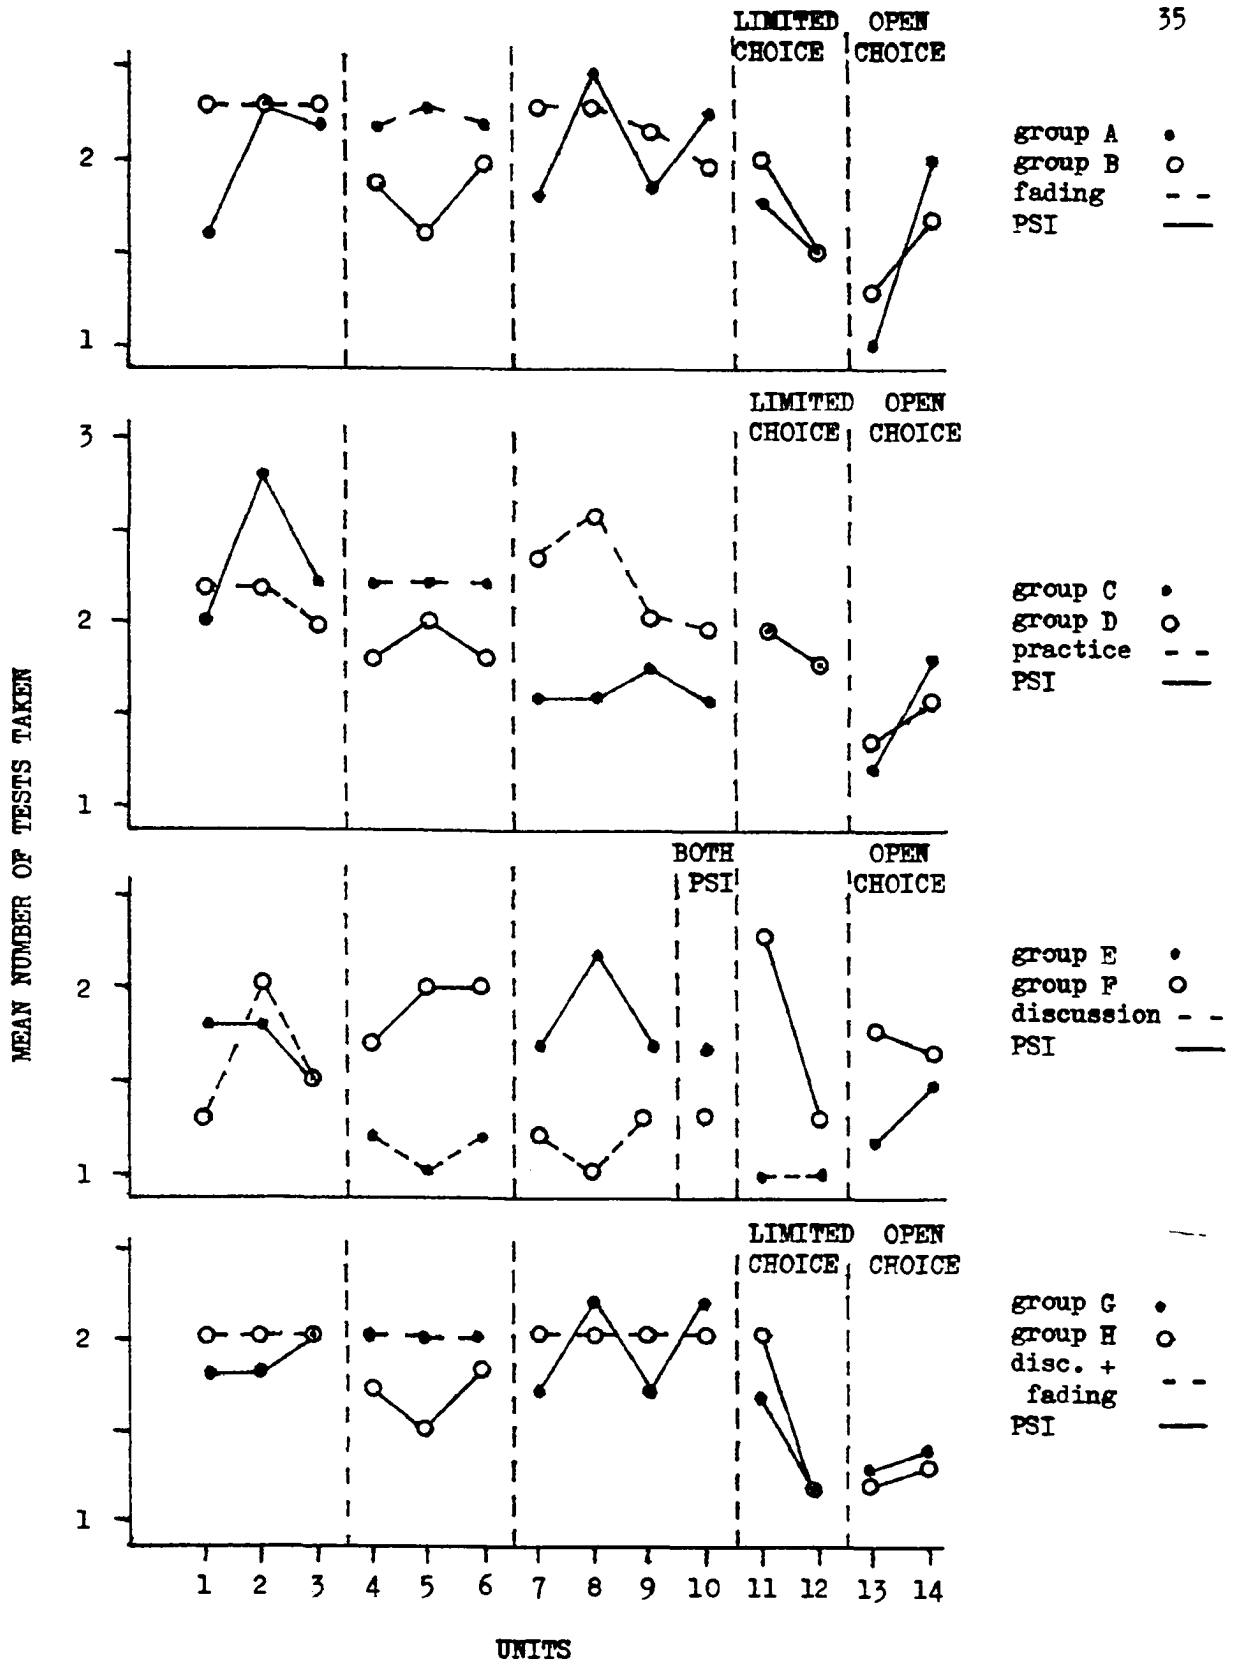 35
LIMITED OPEN
CHOICE CHOICE
2
1
group A
group B
fading
PSI
LIMITED OPEN
CHOICE CHOICE
3
2
1
group C
group D
practice
PSI
MEAN NUMBER OF TESTS TAKEN
BOTH OPEN
PSI CHOICE
2
1
group E
group F
discussion
PSI
LIMITED OPEN
CHOICE CHOICE
2
1
group G
group H
disc. +
fading
PSI
1 2 3 4 5 6 7 8 9 10 11 12 13 14
UNITS